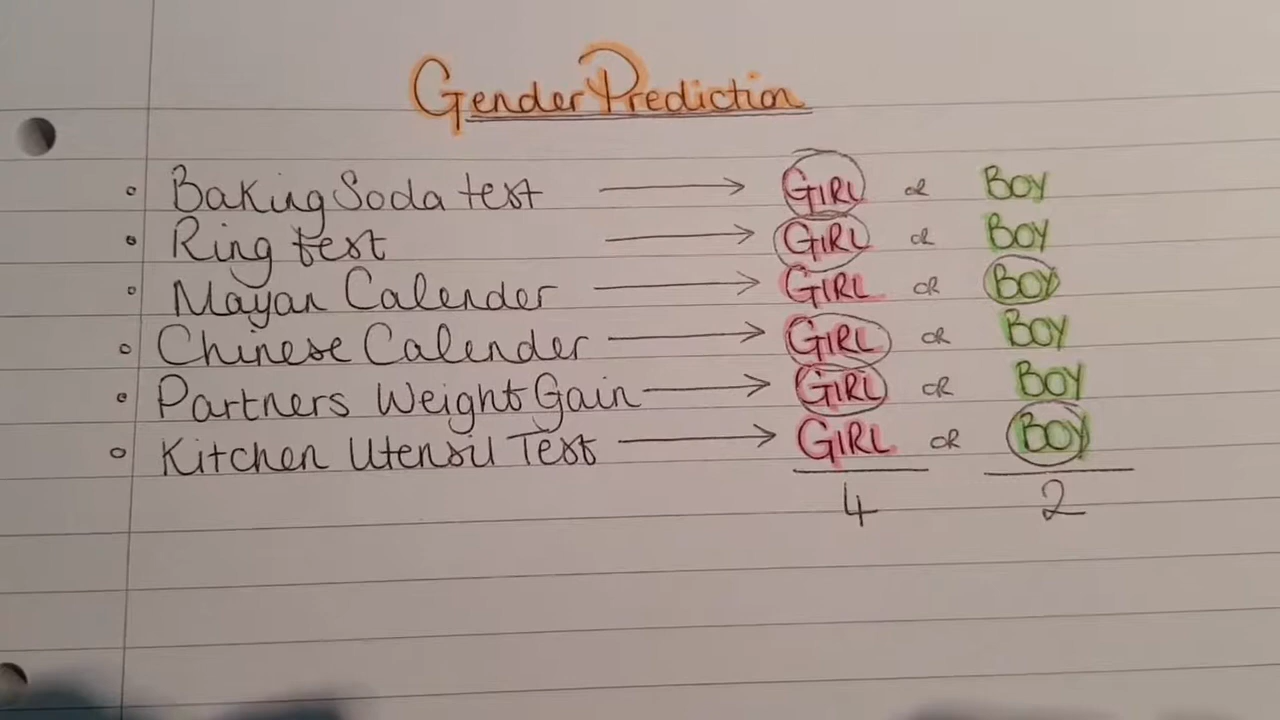 Gender Prediction
◦ Baking Soda test → GIRL or BOY
◦ Ring test → GIRL or BOY
◦ Mayan Calender → GIRL OR BOY
◦ Chinese Calender → GIRL OR BOY
◦ Partners Weight Gain → GIRL OR BOY
◦ Kitchen Utensil Test → GIRL OR BOY
4 2